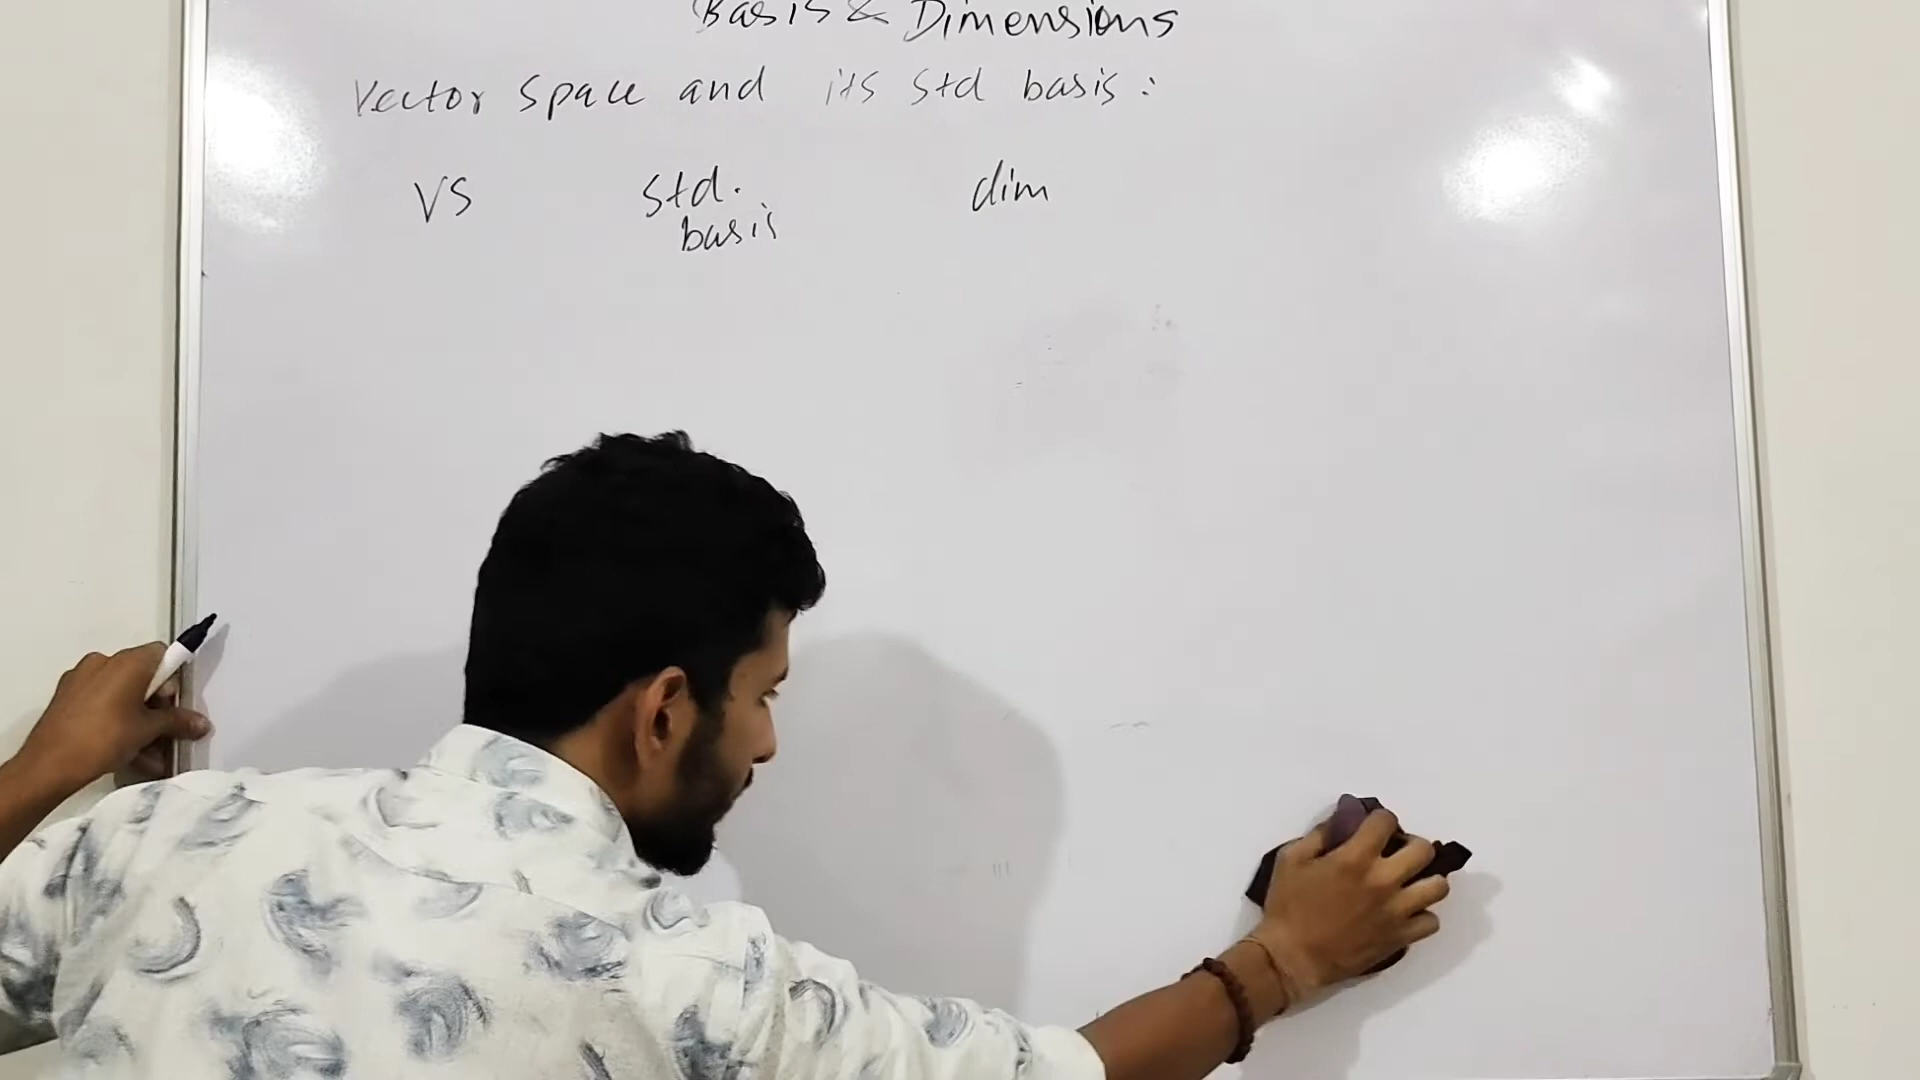 Basis & Dimensions
Vector space and its std basis :
VS std. basis dim